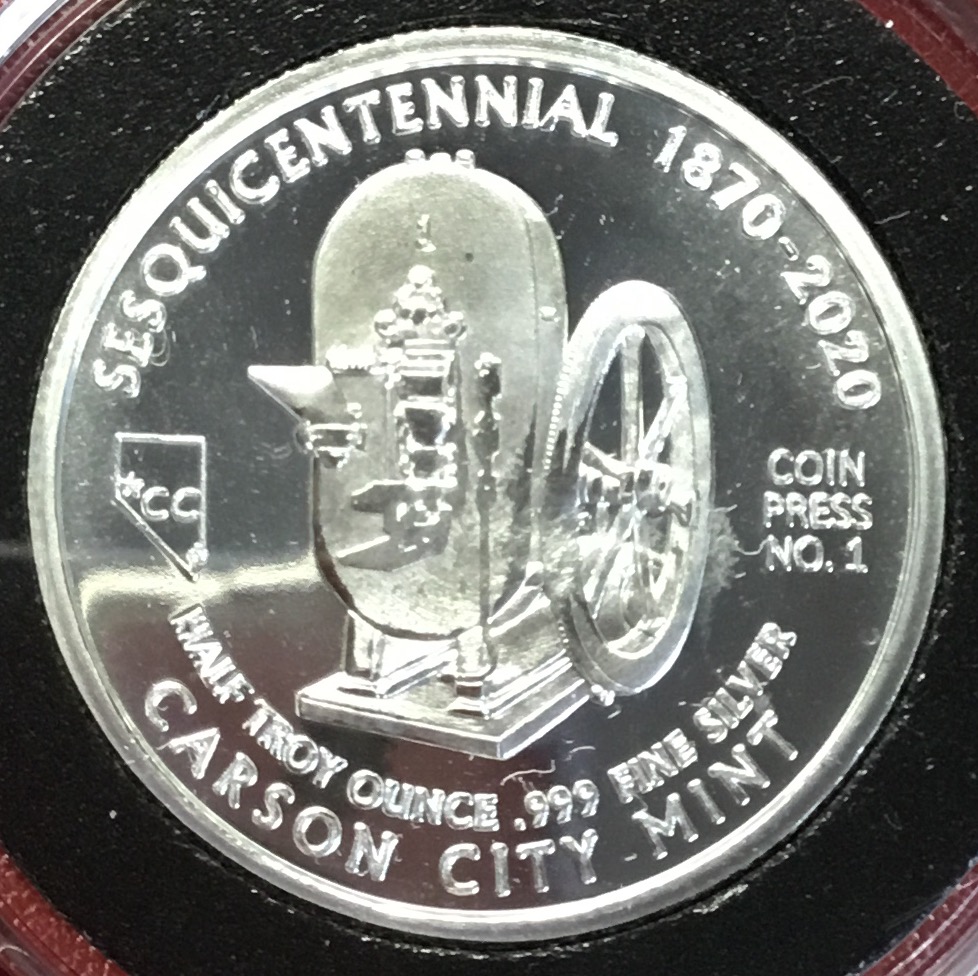 SESQUICENTENNIAL 1870-2020
*CC
COIN
PRESS
NO. 1
HALF TROY OUNCE .999 FINE SILVER
CARSON CITY MINT